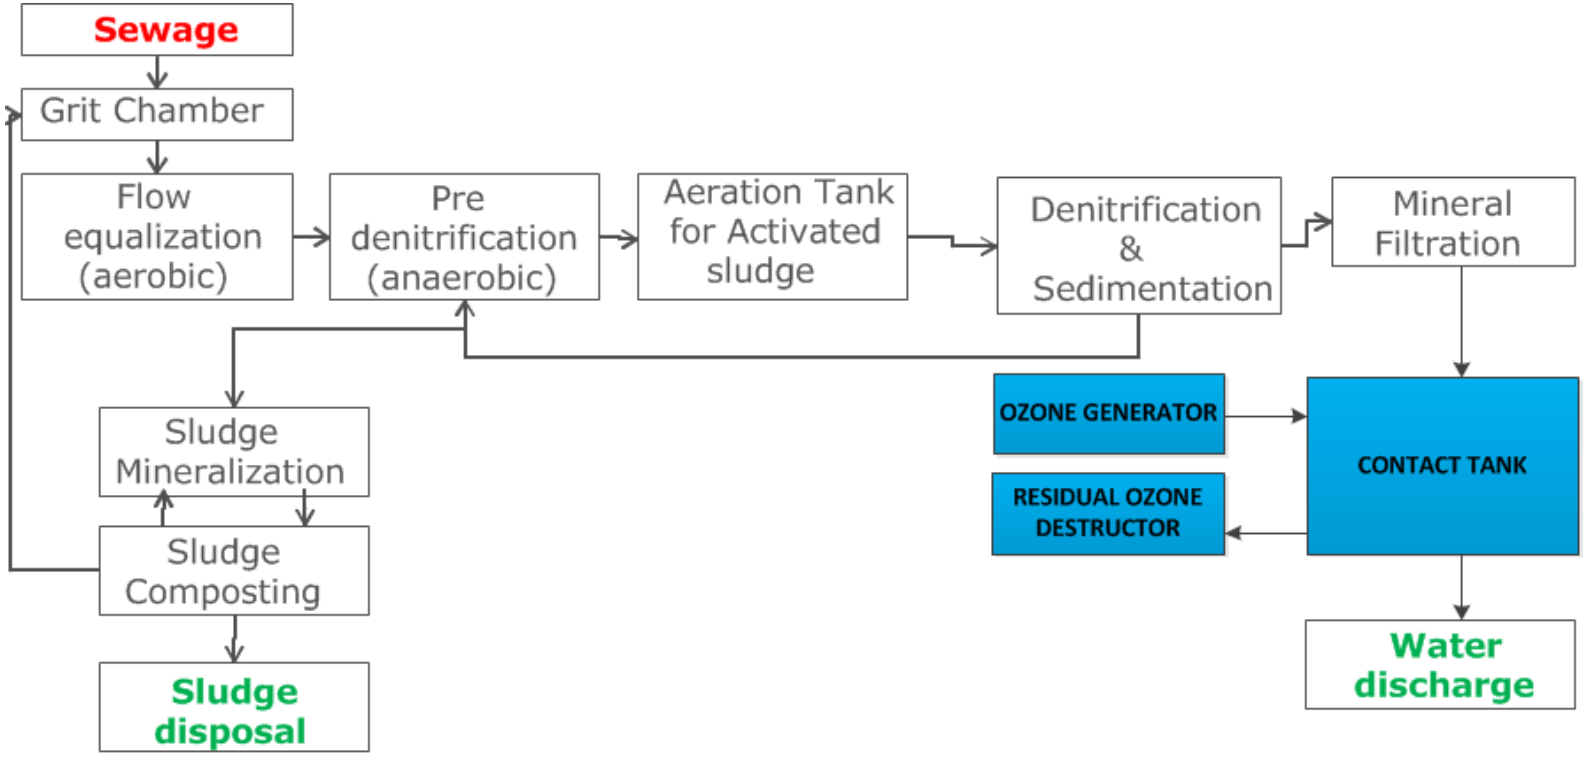 Sewage
Grit Chamber
Flow
equalization
(aerobic)
Pre
denitrification
(anaerobic)
Aeration Tank
for Activated
sludge
Denitrification
&
Sedimentation
Mineral
Filtration
OZONE GENERATOR
CONTACT TANK
RESIDUAL OZONE
DESTRUCTOR
Sludge
Mineralization
Sludge
Composting
Sludge
disposal
Water
discharge